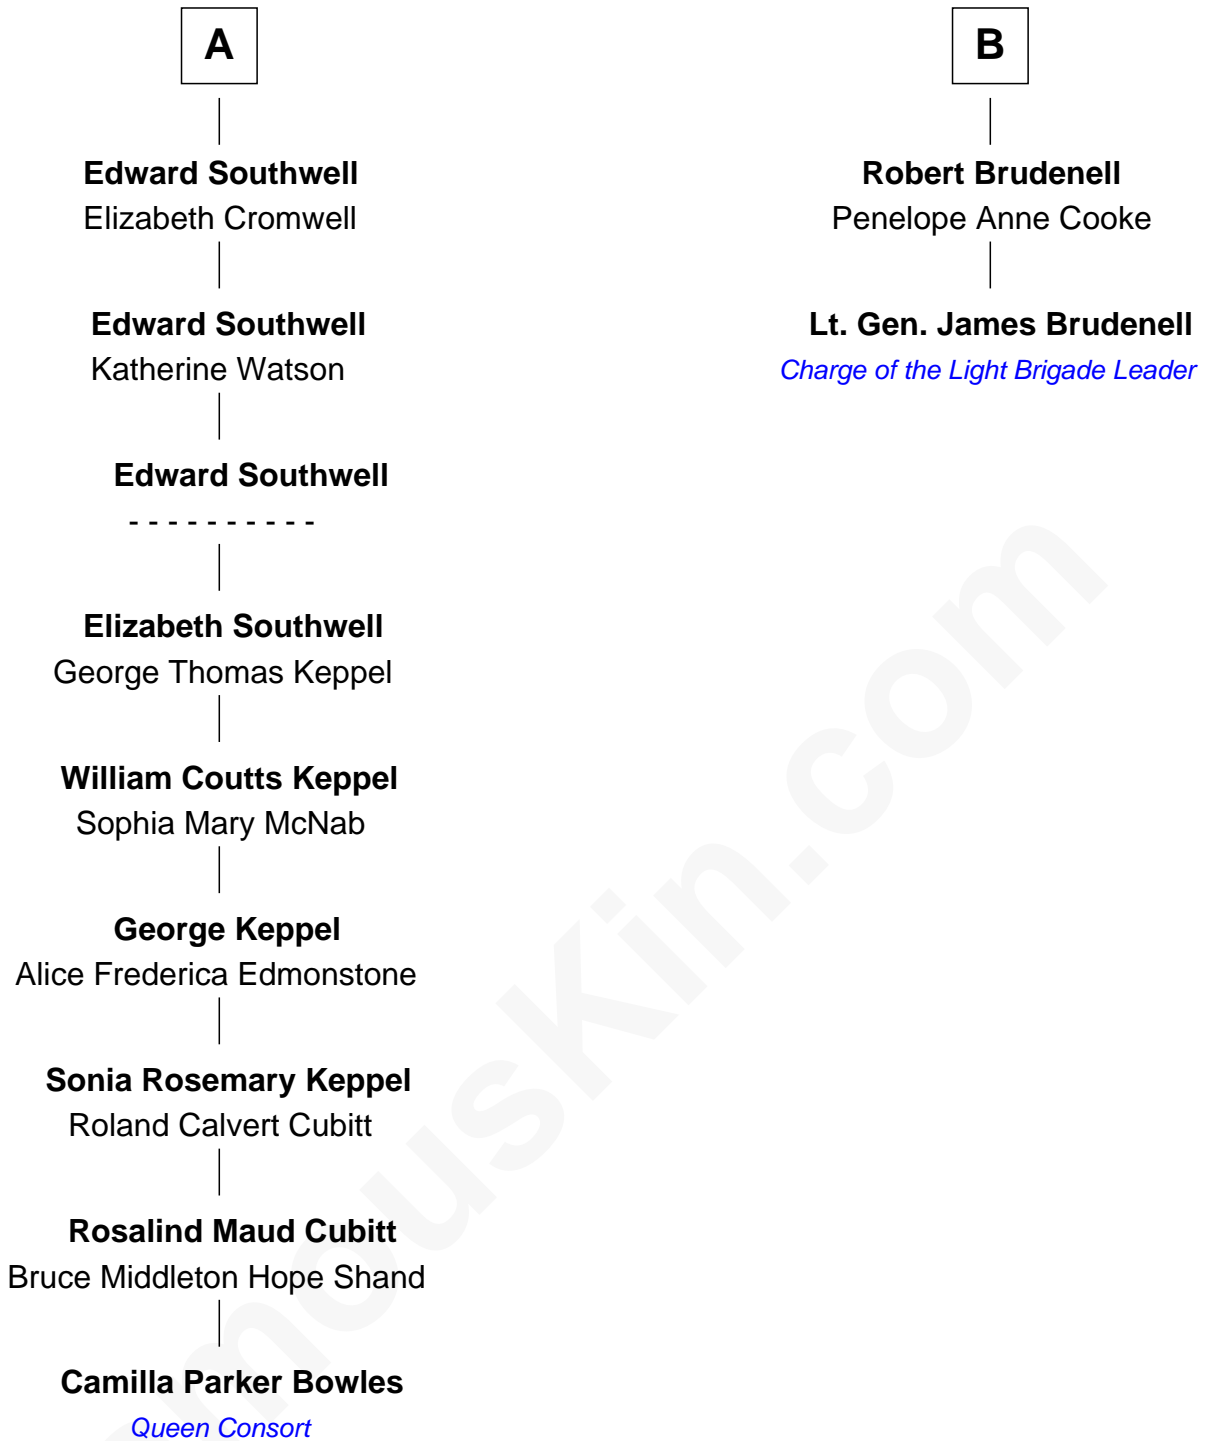 A
Edward Southwell
Elizabeth Cromwell
Edward Southwell
Katherine Watson
Edward Southwell
- - - - - - - - - -
Elizabeth Southwell
George Thomas Keppel
William Coutts Keppel
Sophia Mary McNab
George Keppel
Alice Frederica Edmonstone
Sonia Rosemary Keppel
Roland Calvert Cubitt
Rosalind Maud Cubitt
Bruce Middleton Hope Shand
Camilla Parker Bowles
Queen Consort
B
Robert Brudenell
Penelope Anne Cooke
Lt. Gen. James Brudenell
Charge of the Light Brigade Leader